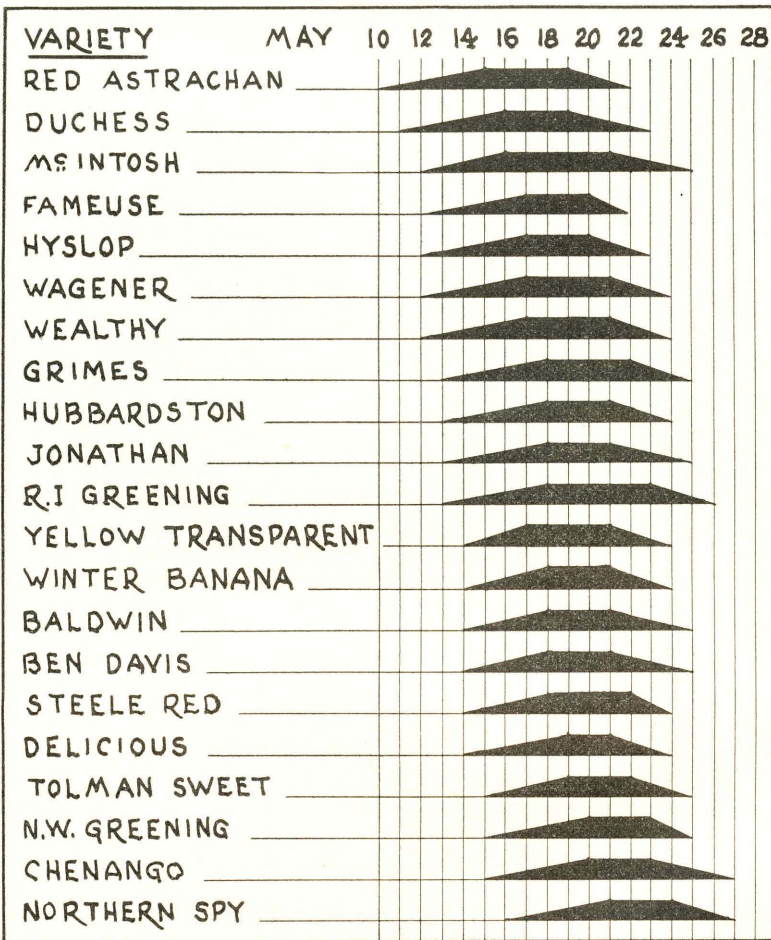 VARIETY MAY 10 12 14 16 18 20 22 24 26 28
RED ASTRACHAN
DUCHESS
Mc INTOSH
FAMEUSE
HYSLOP
WAGENER
WEALTHY
GRIMES
HUBBARDSTON
JONATHAN
R.I GREENING
YELLOW TRANSPARENT
WINTER BANANA
BALDWIN
BEN DAVIS
STEELE RED
DELICIOUS
TOLMAN SWEET
N.W. GREENING
CHENANGO
NORTHERN SPY